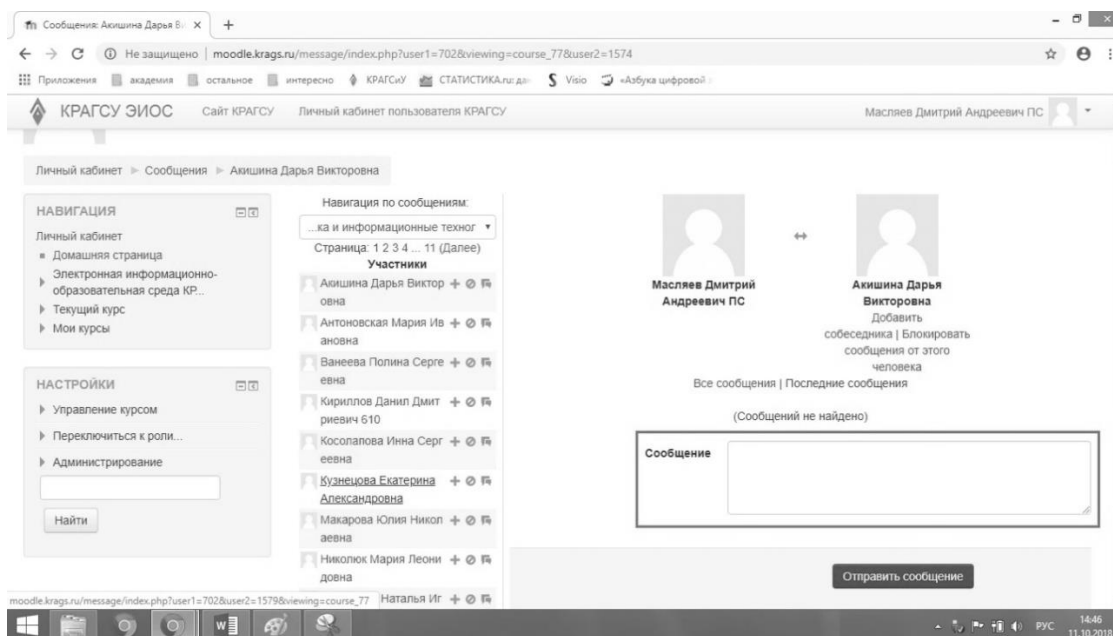 Сообщения: Акишина Дарья Ви
Не защищено | moodle.krags.ru/message/index.php?user1=702&viewing=course_77&user2=1574
Приложения академия остальное интересно КРАГСиУ СТАТИСТИКА.ru: да Visio «Азбука цифровой
КРАГСУ ЭИОС Сайт КРАГСУ Личный кабинет пользователя КРАГСУ Масляев Дмитрий Андреевич ПС
Личный кабинет Сообщения Акишина Дарья Викторовна
НАВИГАЦИЯ
Личный кабинет
Домашняя страница
Электронная информационно-
образовательная среда КР...
Текущий курс
Мои курсы
НАСТРОЙКИ
Управление курсом
Переключиться к роли...
Администрирование
Найти
Навигация по сообщениям:
...ка и информационные техног
Страница: 1 2 3 4 ... 11 (Далее)
Участники
Акишина Дарья Виктор
овна
Антоновская Мария Ив
ановна
Ванеева Полина Серге
евна
Кириллов Данил Дмит
риевич 610
Косолапова Инна Серг
еевна
Кузнецова Екатерина
Александровна
Макарова Юлия Никол
аевна
Николюк Мария Леони
довна
Наталья Иг
Масляев Дмитрий
Андреевич ПС
Акишина Дарья
Викторовна
Добавить
собеседника | Блокировать
сообщения от этого
человека
Все сообщения | Последние сообщения
(Сообщений не найдено)
Сообщение
Отправить сообщение
moodle.krags.ru/message/index.php?user1=702&user2=1579&viewing=course_77
РУС
14:46
11.10.2018